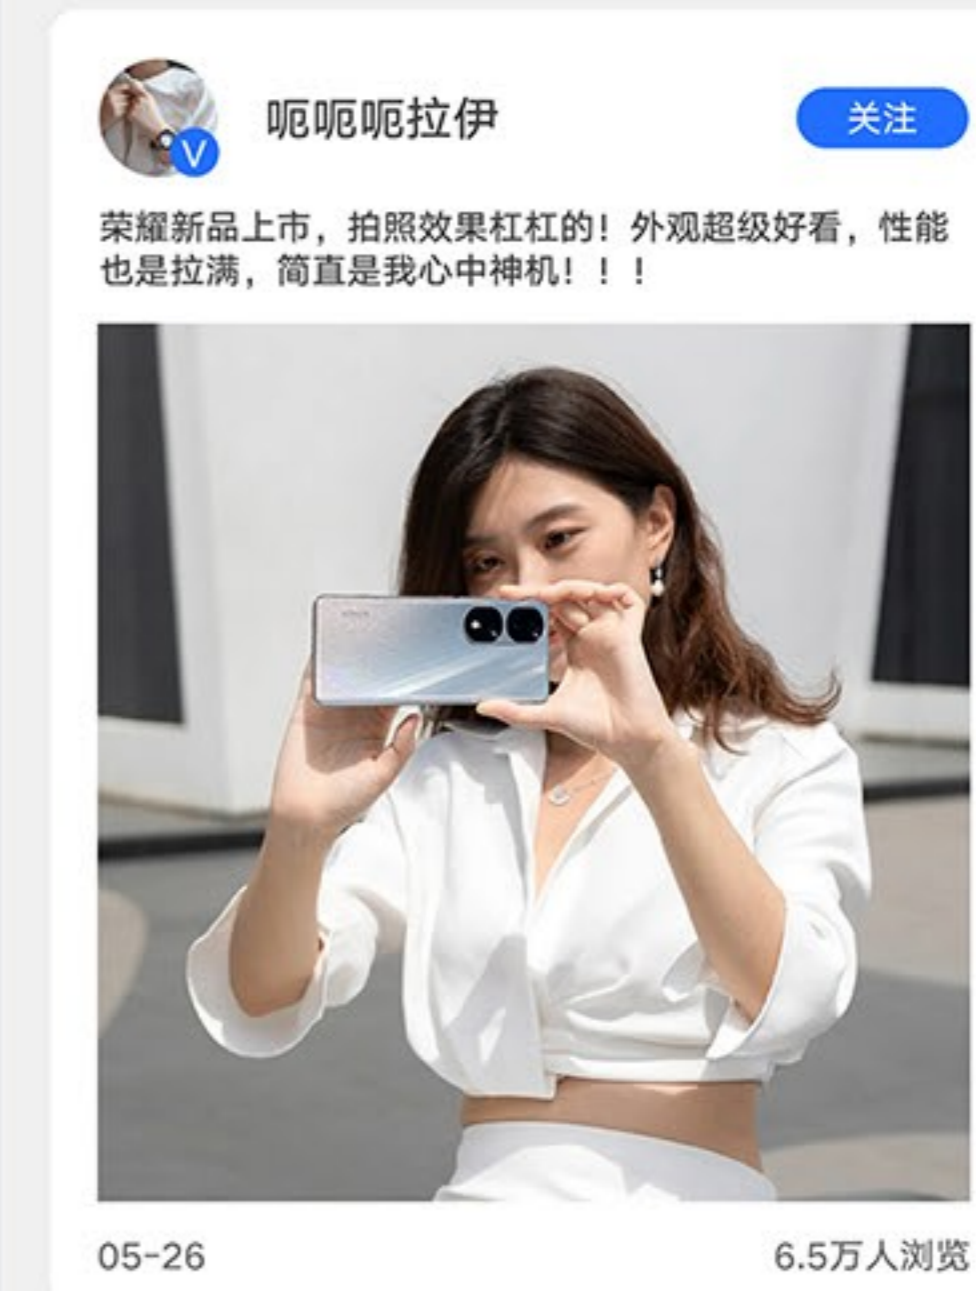 呃呃呃拉伊
V
关注
荣耀新品上市，拍照效果杠杠的！外观超级好看，性能
也是拉满，简直是我心中神机！！！
05-26
6.5万人浏览